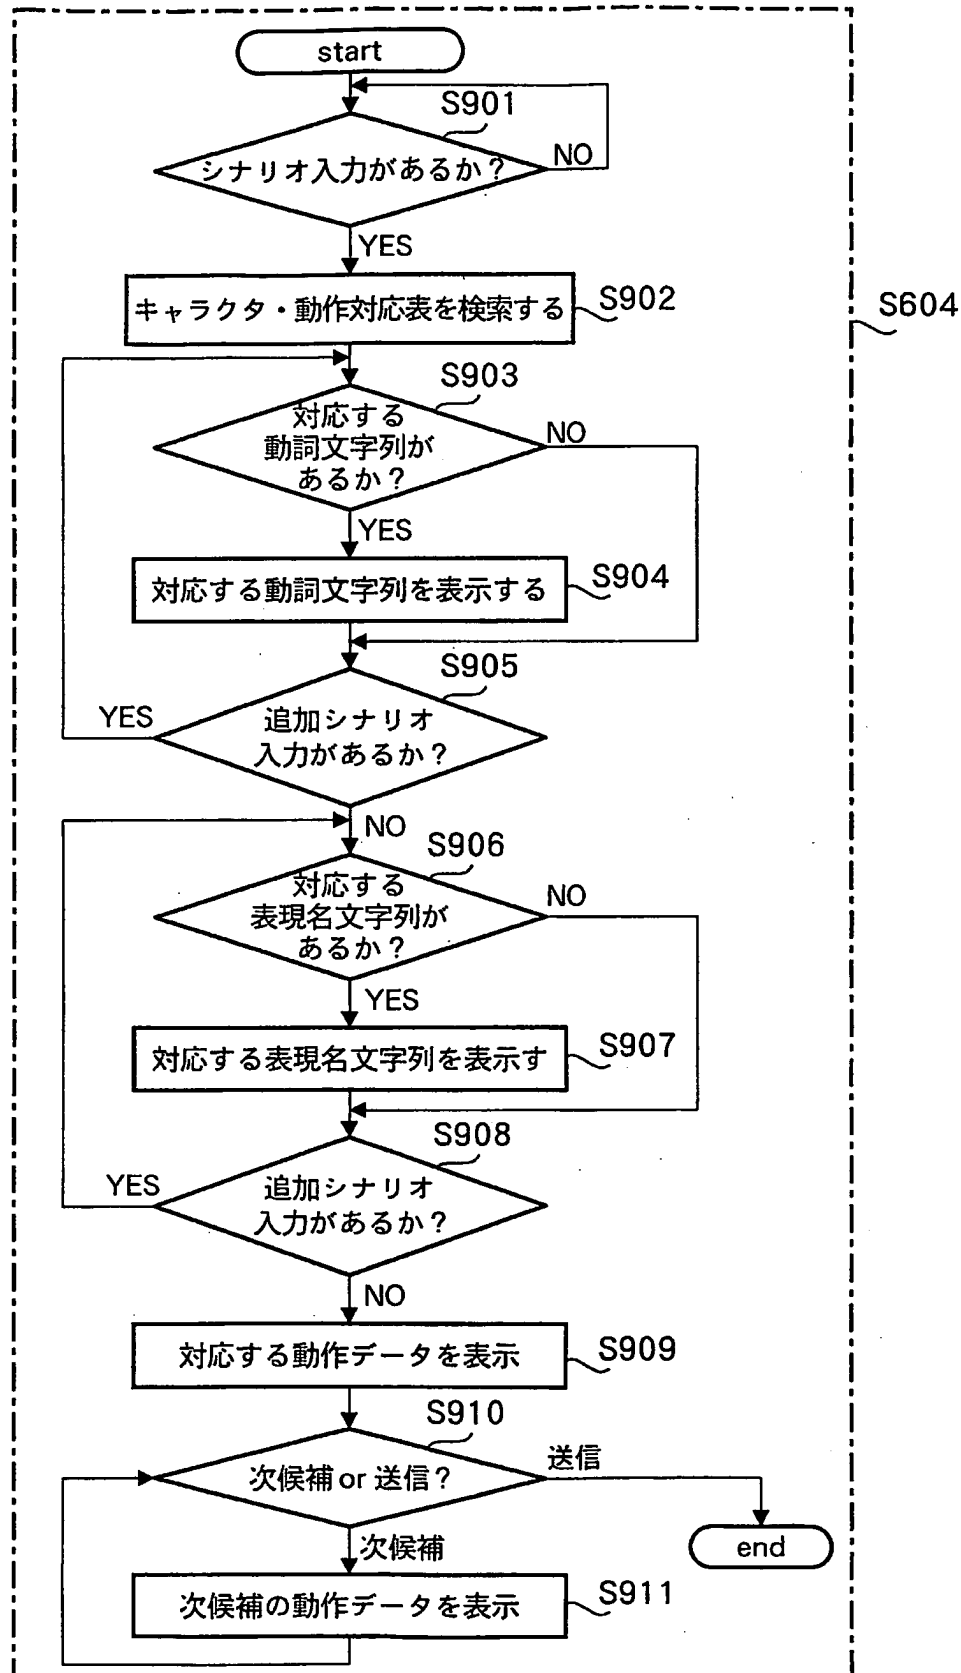 start
S901
シナリオ入力があるか？
NO
YES
キャラクタ・動作対応表を検索する
S902
S604
S903
対応する
動詞文字列が
あるか？
NO
YES
対応する動詞文字列を表示する
S904
S905
追加シナリオ
入力があるか？
YES
NO
S906
対応する
表現名文字列が
あるか？
NO
YES
対応する表現名文字列を表示す
S907
S908
追加シナリオ
入力があるか？
YES
NO
対応する動作データを表示
S909
S910
次候補 or 送信？
送信
end
次候補
次候補の動作データを表示
S911